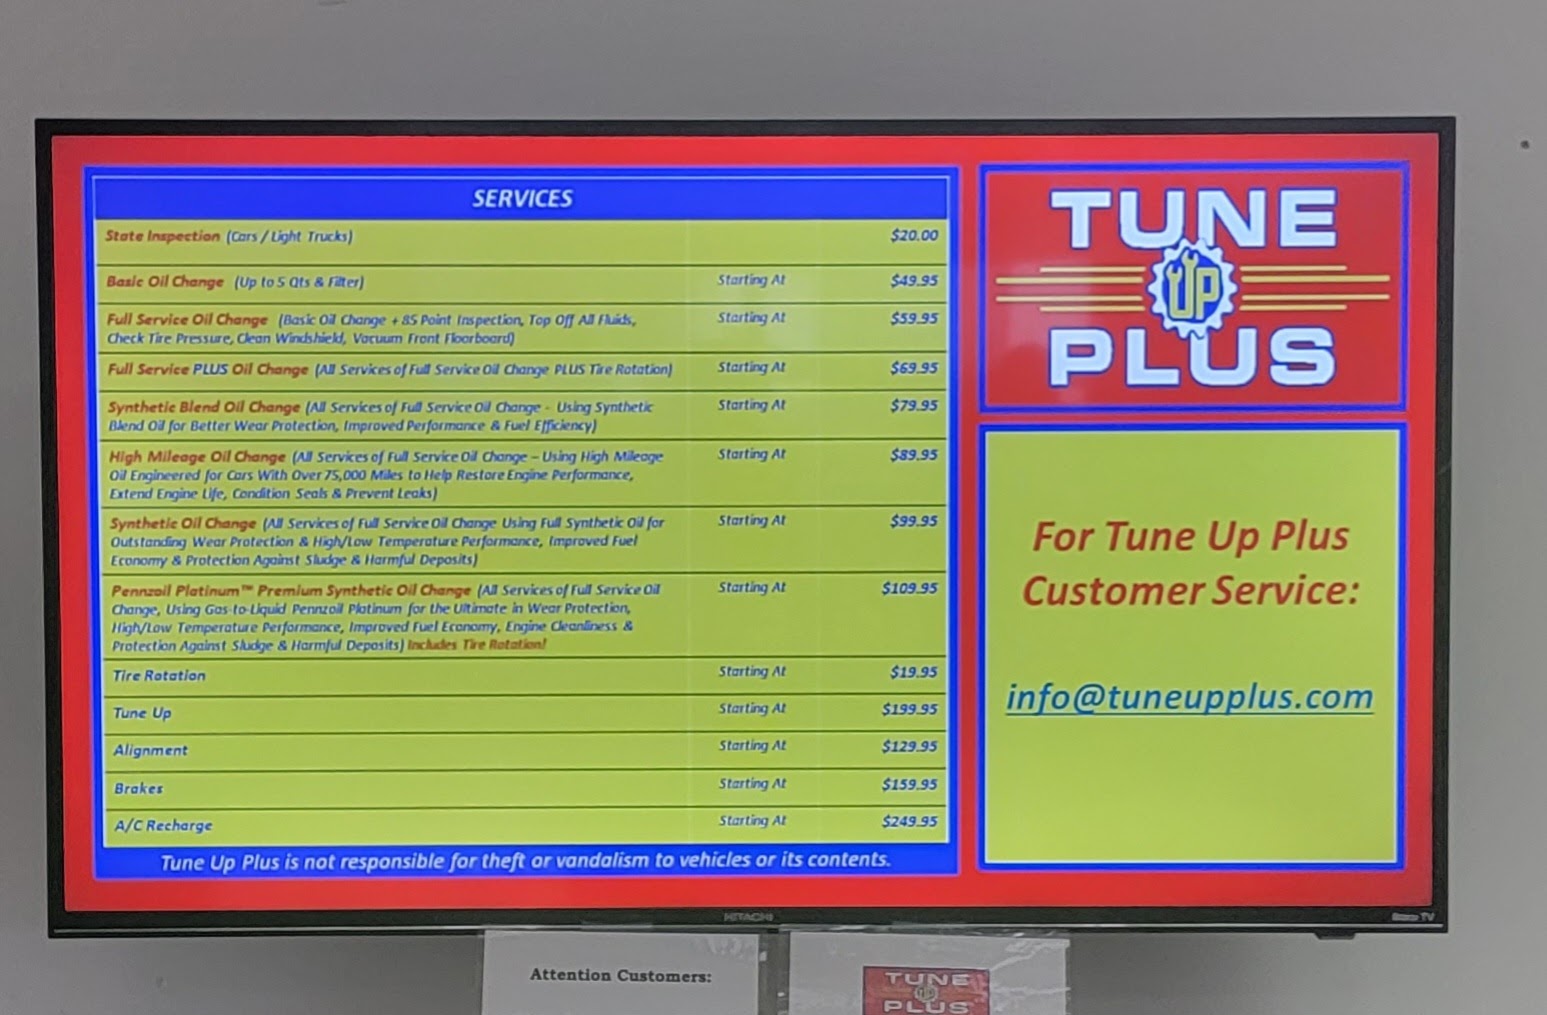 SERVICES
State Inspection (Cars / Light Trucks) $20.00
Basic Oil Change (Up to 5 Qts & Filter) Starting At $49.95
Full Service Oil Change (Basic Oil Change + 85 Point Inspection, Top Off All Fluids, Starting At $59.95
Check Tire Pressure, Clean Windshield, Vacuum Front Floorboard)
Full Service PLUS Oil Change (All Services of Full Service Oil Change PLUS Tire Rotation) Starting At $69.95
Synthetic Blend Oil Change (All Services of Full Service Oil Change - Using Synthetic Starting At $79.95
Blend Oil for Better Wear Protection, Improved Performance & Fuel Efficiency)
High Mileage Oil Change (All Services of Full Service Oil Change – Using High Mileage Starting At $89.95
Oil Engineered for Cars With Over 75,000 Miles to Help Restore Engine Performance,
Extend Engine Life, Condition Seals & Prevent Leaks)
Synthetic Oil Change (All Services of Full Service Oil Change Using Full Synthetic Oil for Starting At $99.95
Outstanding Wear Protection & High/Low Temperature Performance, Improved Fuel
Economy & Protection Against Sludge & Harmful Deposits)
Pennzoil Platinum™ Premium Synthetic Oil Change (All Services of Full Service Oil Starting At $109.95
Change, Using Gas-to-Liquid Pennzoil Platinum for the Ultimate in Wear Protection,
High/Low Temperature Performance, Improved Fuel Economy, Engine Cleanliness &
Protection Against Sludge & Harmful Deposits) Includes Tire Rotation!
Tire Rotation Starting At $19.95
Tune Up Starting At $199.95
Alignment Starting At $129.95
Brakes Starting At $159.95
A/C Recharge Starting At $249.95
Tune Up Plus is not responsible for theft or vandalism to vehicles or its contents.
TUNE
UP
PLUS
For Tune Up Plus
Customer Service:
info@tuneupplus.com
HITACHI
Roku TV
Attention Customers:
TUNE
UP
PLUS